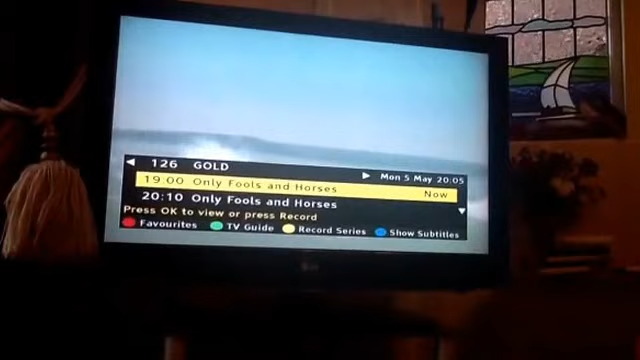 126 GOLD Mon 5 May 20:05
19:00 Only Fools and Horses Now
20:10 Only Fools and Horses
Press OK to view or press Record
Favourites TV Guide Record Series Show Subtitles
LG